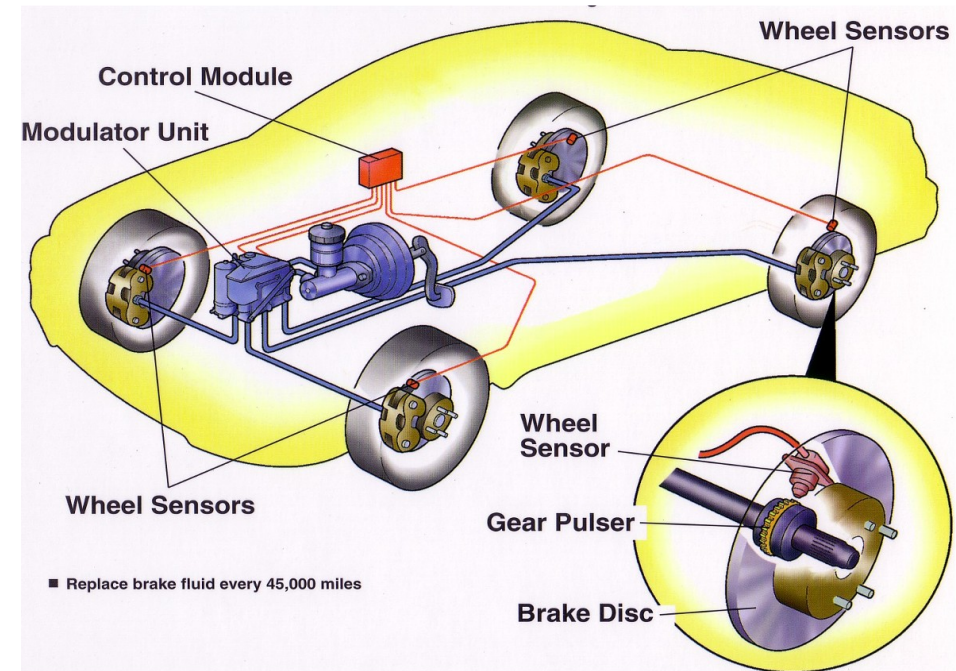 Wheel Sensors
Control Module
Modulator Unit
Wheel
Sensor
Wheel Sensors
Gear Pulser
■ Replace brake fluid every 45,000 miles
Brake Disc